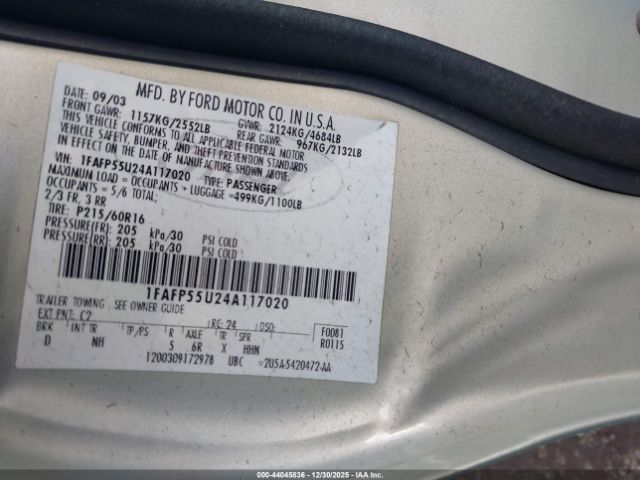 MFD. BY FORD MOTOR CO. IN U.S.A.
DATE: 09/03 GVWR: 2124KG/4684LB
FRONT GAWR: 1157KG/2552LB REAR GAWR: 967KG/2132LB
THIS VEHICLE CONFORMS TO ALL APPLICABLE FEDERAL MOTOR
VEHICLE SAFETY, BUMPER, AND THEFT PREVENTION STANDARDS
IN EFFECT ON THE DATE OF MANUFACTURE SHOWN ABOVE.
VIN: 1FAFP55U24A117020 TYPE: PASSENGER
MAXIMUM LOAD = OCCUPANTS + LUGGAGE = 499KG/1100LB
OCCUPANTS = 5/6 TOTAL:
2/3 FR, 3 RR
TIRE: P215/60R16
PRESSURE(FR): 205 kPa/30 PSI COLD
PRESSURE(RR): 205 kPa/30 PSI COLD
1FAFP55U24A117020
TRAILER TOWING: SEE OWNER GUIDE
EXT PNT: C2 RC: 24 DSO: F0081
BRK INT TR TP/PS R AXLE TR SPR R0115
D NH 5 6R X HHN
UBC ▿2U5A-5420472-AA
000-44045836 - 12/30/2025 - IAAI.COM